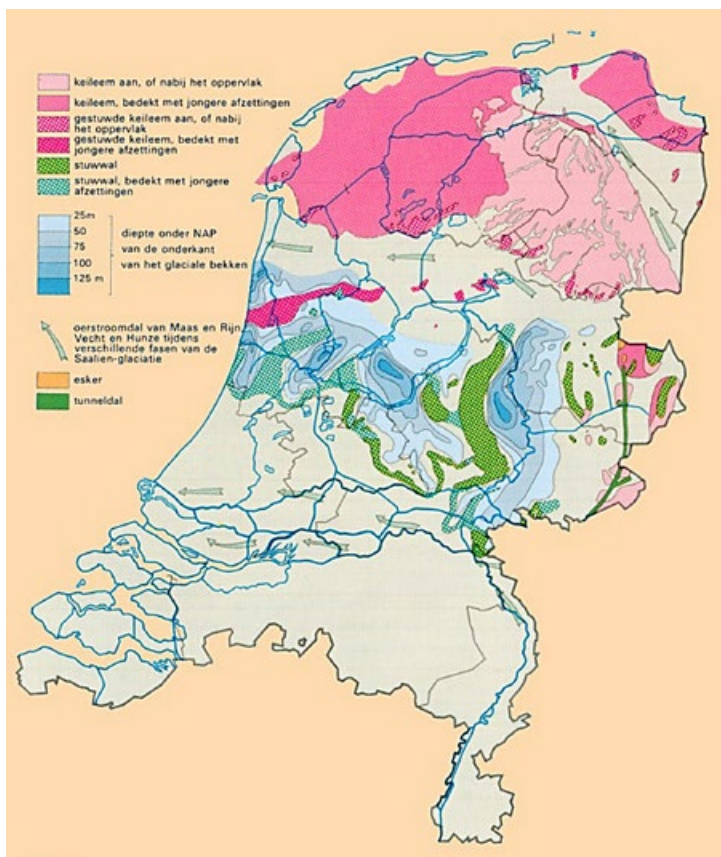 keileem aan, of nabij het oppervlak
keileem, bedekt met jongere afzettingen
gestuwde keileem aan, of nabij
het oppervlak
gestuwde keileem, bedekt met
jongere afzettingen
stuwwal
stuwwal, bedekt met jongere
afzettingen
25m
50
75
100
125 m
diepte onder NAP
van de onderkant
van het glaciale bekken
oerstroomdal van Maas en Rijn,
Vecht en Hunze tijdens
verschillende fasen van de
Saalien-glaciatie
esker
tunneldal